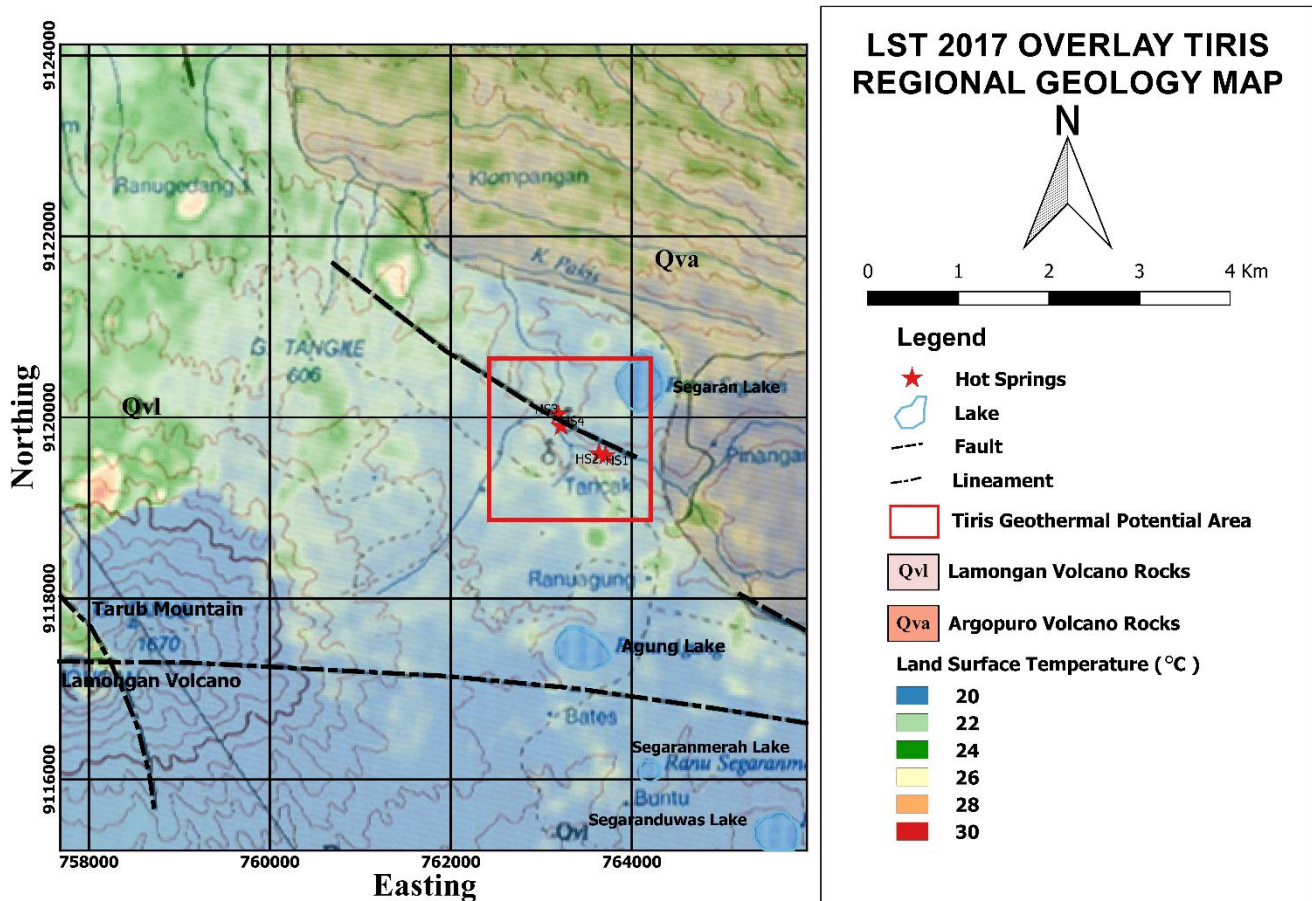 LST 2017 OVERLAY TIRIS
REGIONAL GEOLOGY MAP
N
0 1 2 3 4 Km
Legend
Hot Springs
Lake
Fault
Lineament
Tiris Geothermal Potential Area
Qvl Lamongan Volcano Rocks
Qva Argopuro Volcano Rocks
Land Surface Temperature (°C)
20
22
24
26
28
30
Northing
9124000
9122000
9120000
9118000
9116000
758000 760000 762000 764000
Easting
Ranugedang
Klompangan
K. Pakis
Qva
G. TANGKE
606
Segaran Lake
Qvl
HS3
HS4
HS2 HS1
Tancak
Pinangan
Ranuagung
Tarub Mountain
1670
Agung Lake
Lamongan Volcano
Bates
Segaranmerah Lake
Ranu Segaranm
Buntu
Segaranduwas Lake
Qvl